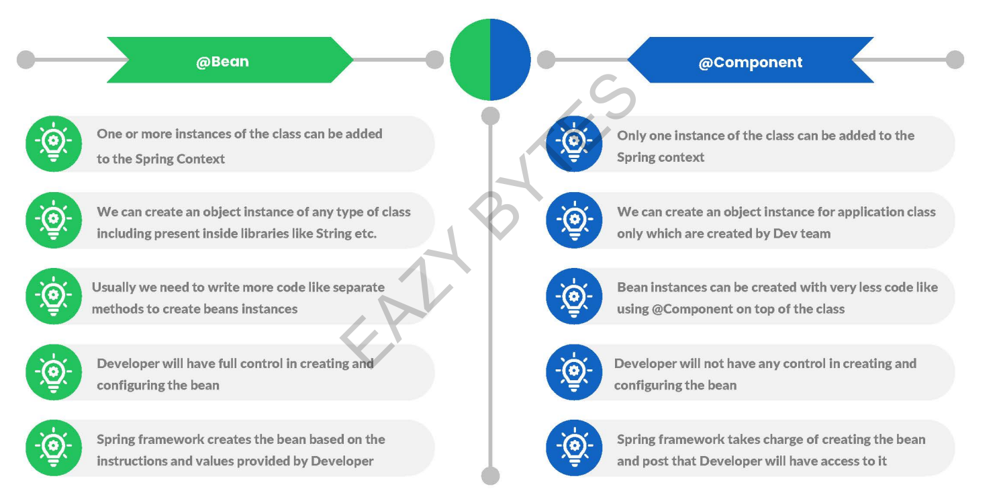 @Bean
One or more instances of the class can be added
to the Spring Context
We can create an object instance of any type of class
including present inside libraries like String etc.
Usually we need to write more code like separate
methods to create beans instances
Developer will have full control in creating and
configuring the bean
Spring framework creates the bean based on the
instructions and values provided by Developer
@Component
Only one instance of the class can be added to the
Spring context
We can create an object instance for application class
only which are created by Dev team
Bean instances can be created with very less code like
using @Component on top of the class
Developer will not have any control in creating and
configuring the bean
Spring framework takes charge of creating the bean
and post that Developer will have access to it
EAZY BYTES